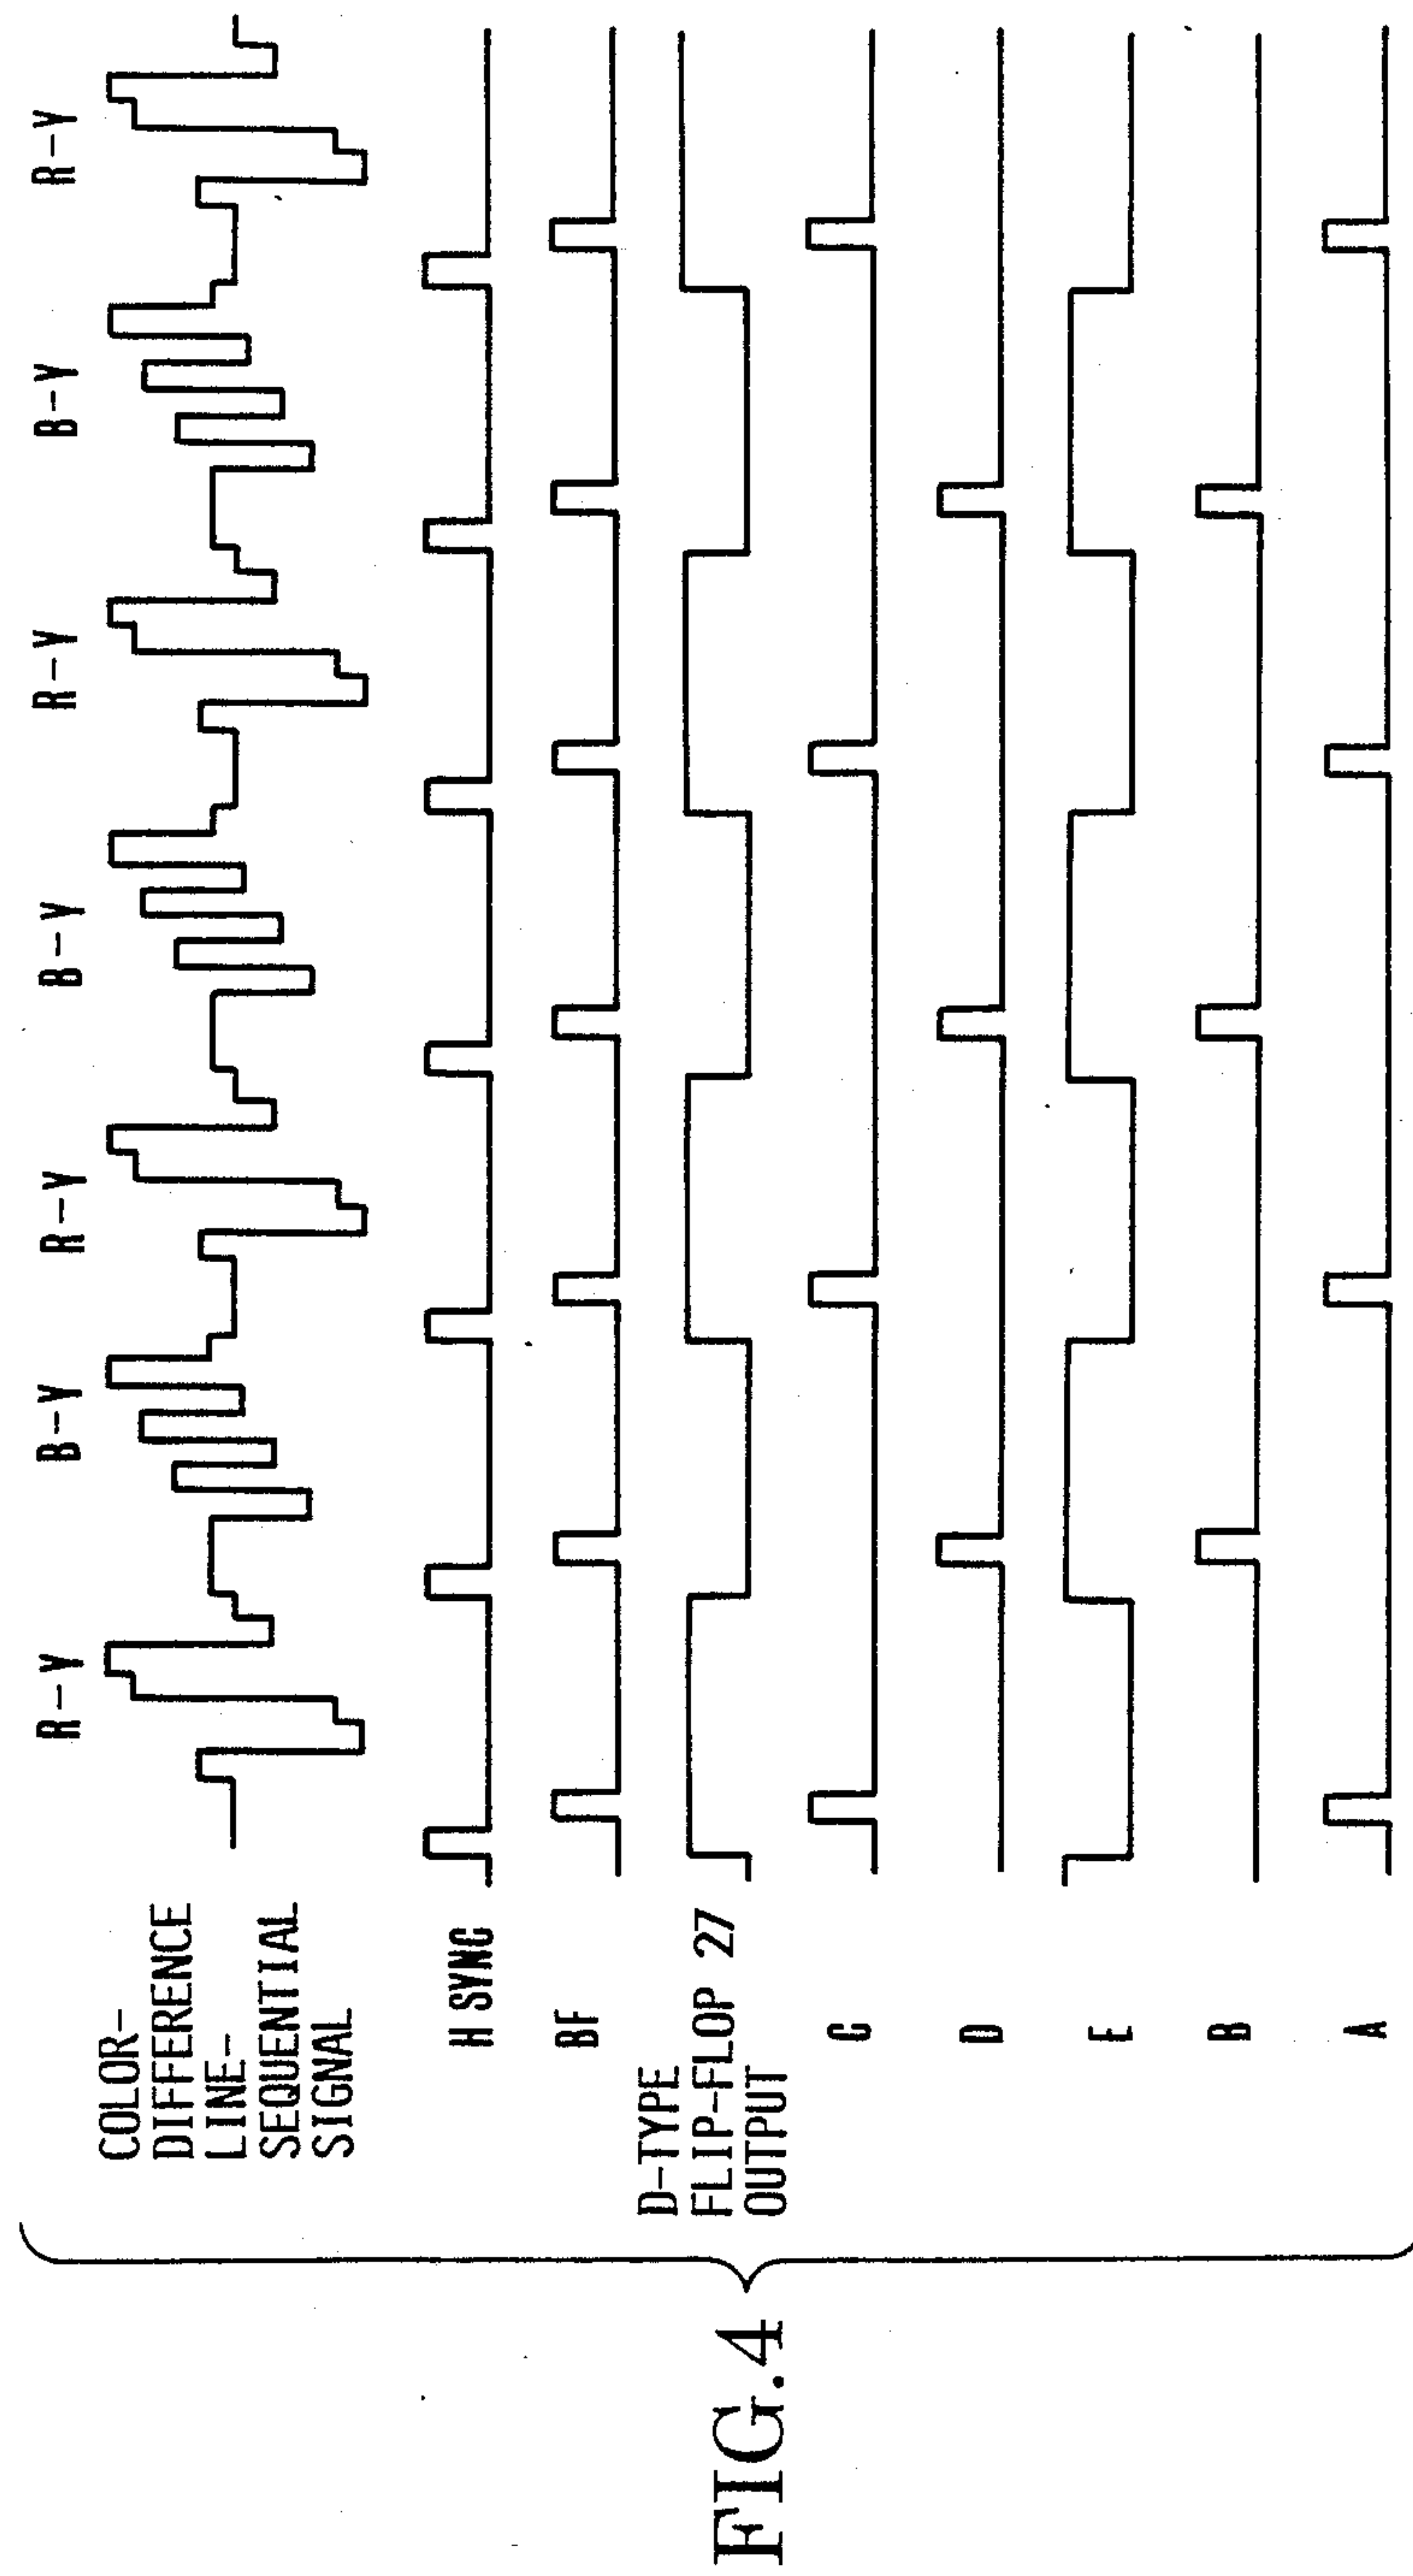 R-Y
B-Y
R-Y
B-Y
R-Y
B-Y
R-Y
COLOR-
DIFFERENCE
LINE-
SEQUENTIAL
SIGNAL
H SYNC
BF
D-TYPE
FLIP-FLOP 27
OUTPUT
C
D
E
B
A
FIG.4